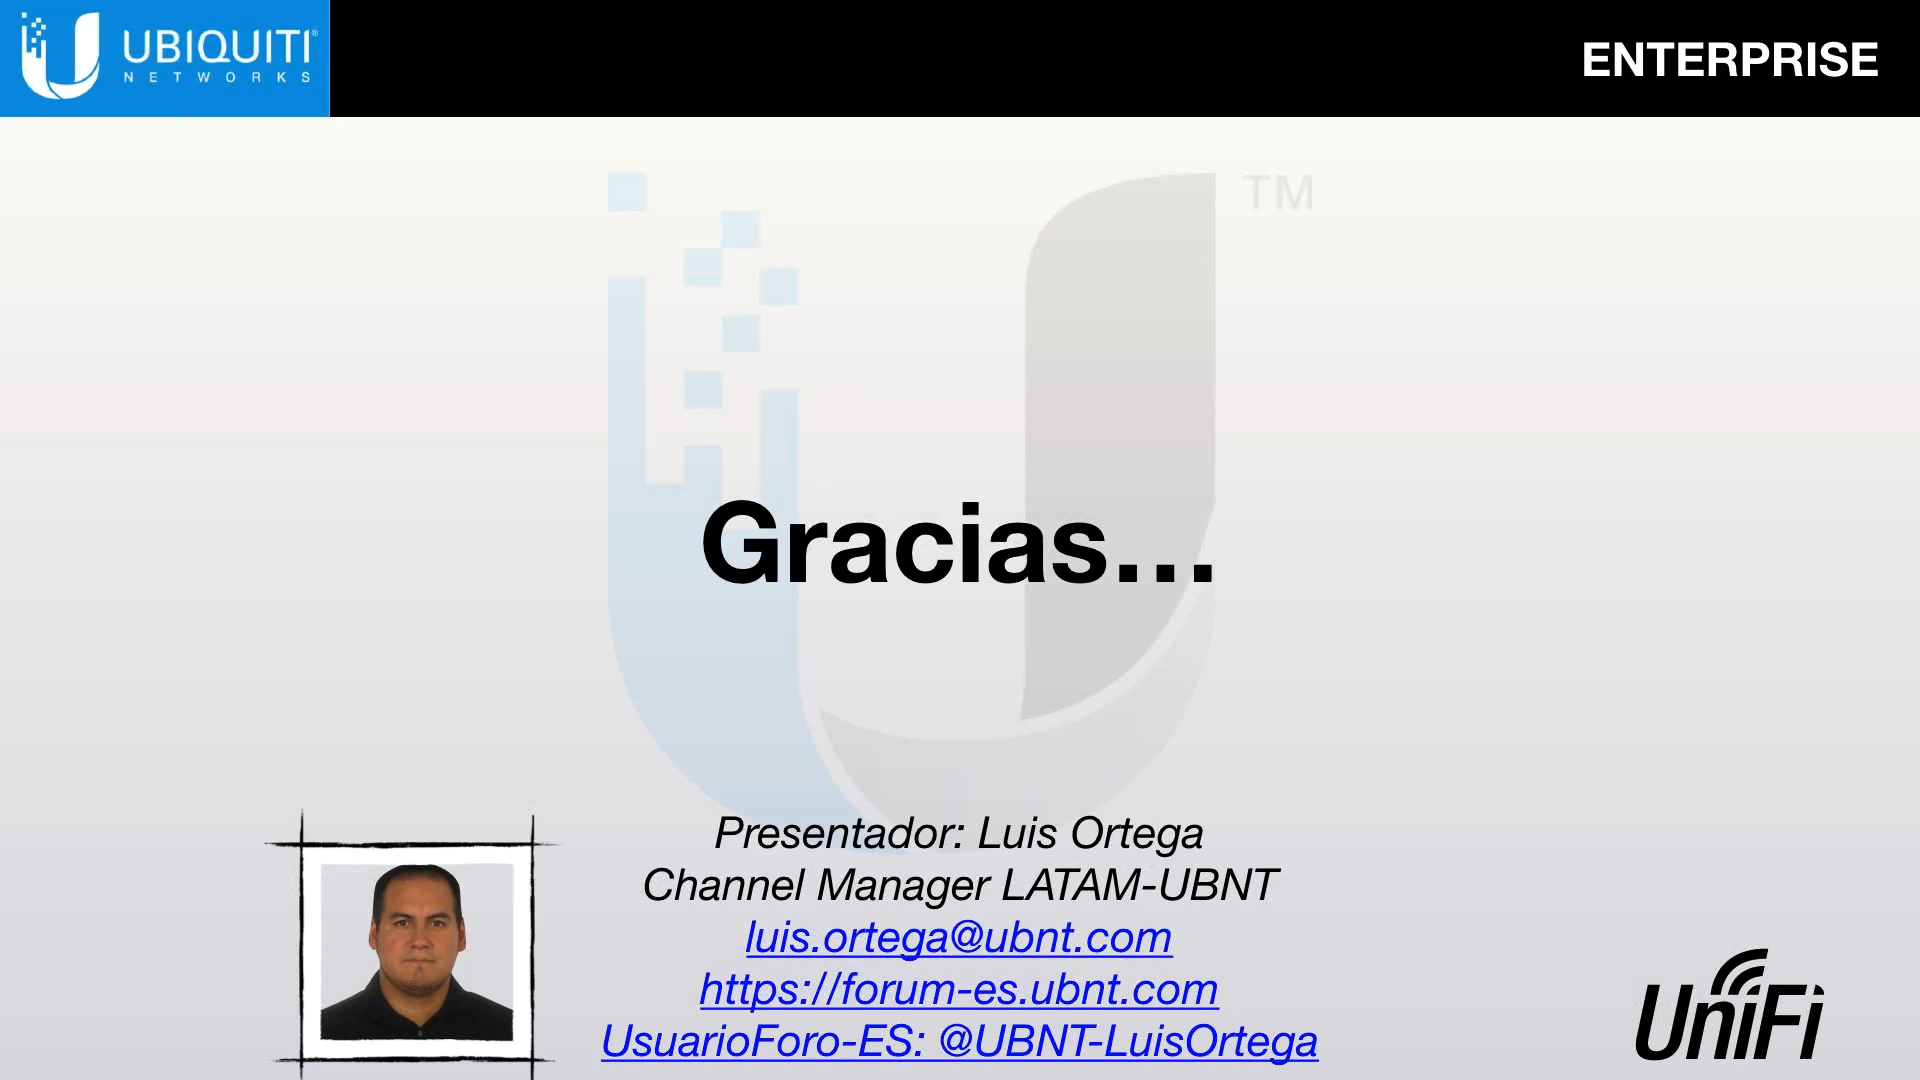 UBIQUITI®
NETWORKS
ENTERPRISE
TM
Gracias...
Presentador: Luis Ortega
Channel Manager LATAM-UBNT
luis.ortega@ubnt.com
https://forum-es.ubnt.com
UsuarioForo-ES: @UBNT-LuisOrtega
UniFi